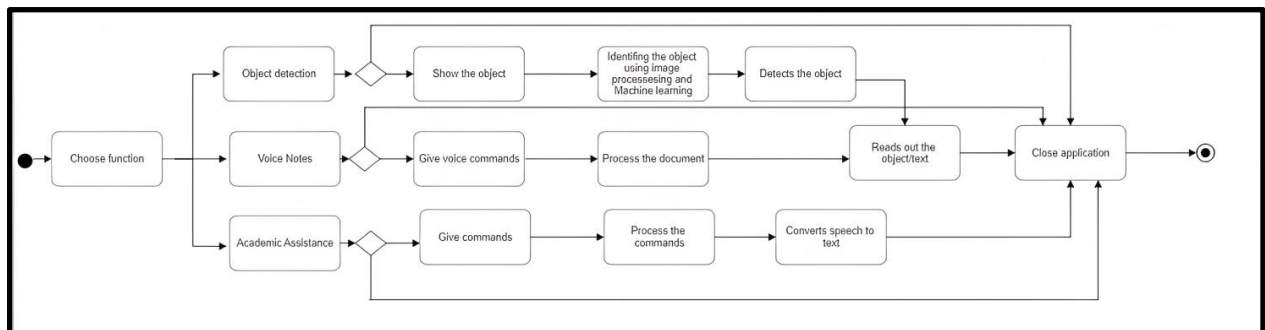 Object detection
Show the object
Identifing the object
using image
processesing and
Machine learning
Detects the object
Choose function
Voice Notes
Give voice commands
Process the document
Reads out the
object/text
Close application
Academic Assistance
Give commands
Process the
commands
Converts speech to
text